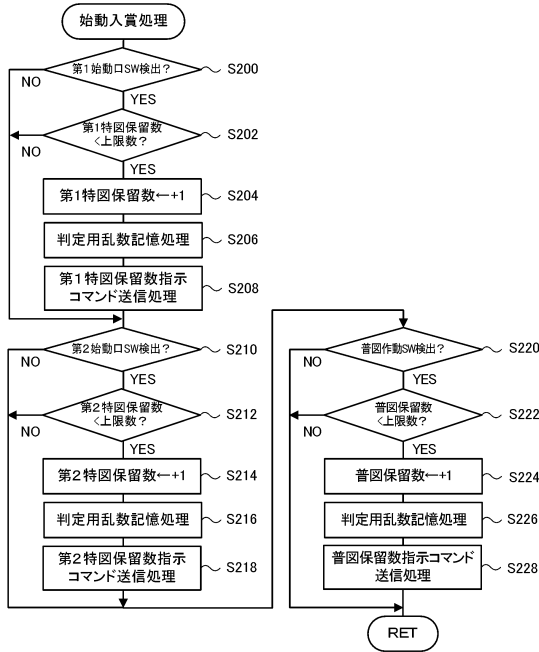 始動入賞処理
第1始動口SW検出?
S200
NO
YES
第1特図保留数
<上限数?
S202
NO
YES
第1特図保留数←+1
S204
判定用乱数記憶処理
S206
第1特図保留数指示
コマンド送信処理
S208
第2始動口SW検出?
S210
NO
YES
第2特図保留数
<上限数?
S212
NO
YES
第2特図保留数←+1
S214
判定用乱数記憶処理
S216
第2特図保留数指示
コマンド送信処理
S218
普図作動SW検出?
S220
NO
YES
普図保留数
<上限数?
S222
NO
YES
普図保留数←+1
S224
判定用乱数記憶処理
S226
普図保留数指示コマンド
送信処理
S228
RET